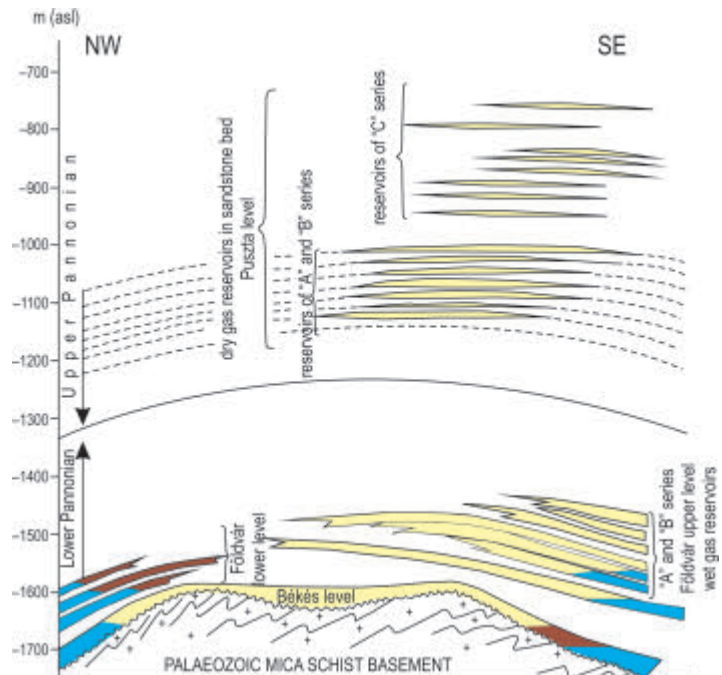 m (asl)
NW
SE
−700
−800
−900
−1000
−1100
−1200
−1300
−1400
−1500
−1600
−1700
Upper Pannonian
Lower Pannonian
dry gas reservoirs in sandstone bed
Puszta level
reservoirs of "A" and "B" series
reservoirs of "C" series
Földvár
lower level
"A" and "B" series
Földvár upper level
wet gas reservoirs
Békés level
PALAEOZOIC MICA SCHIST BASEMENT